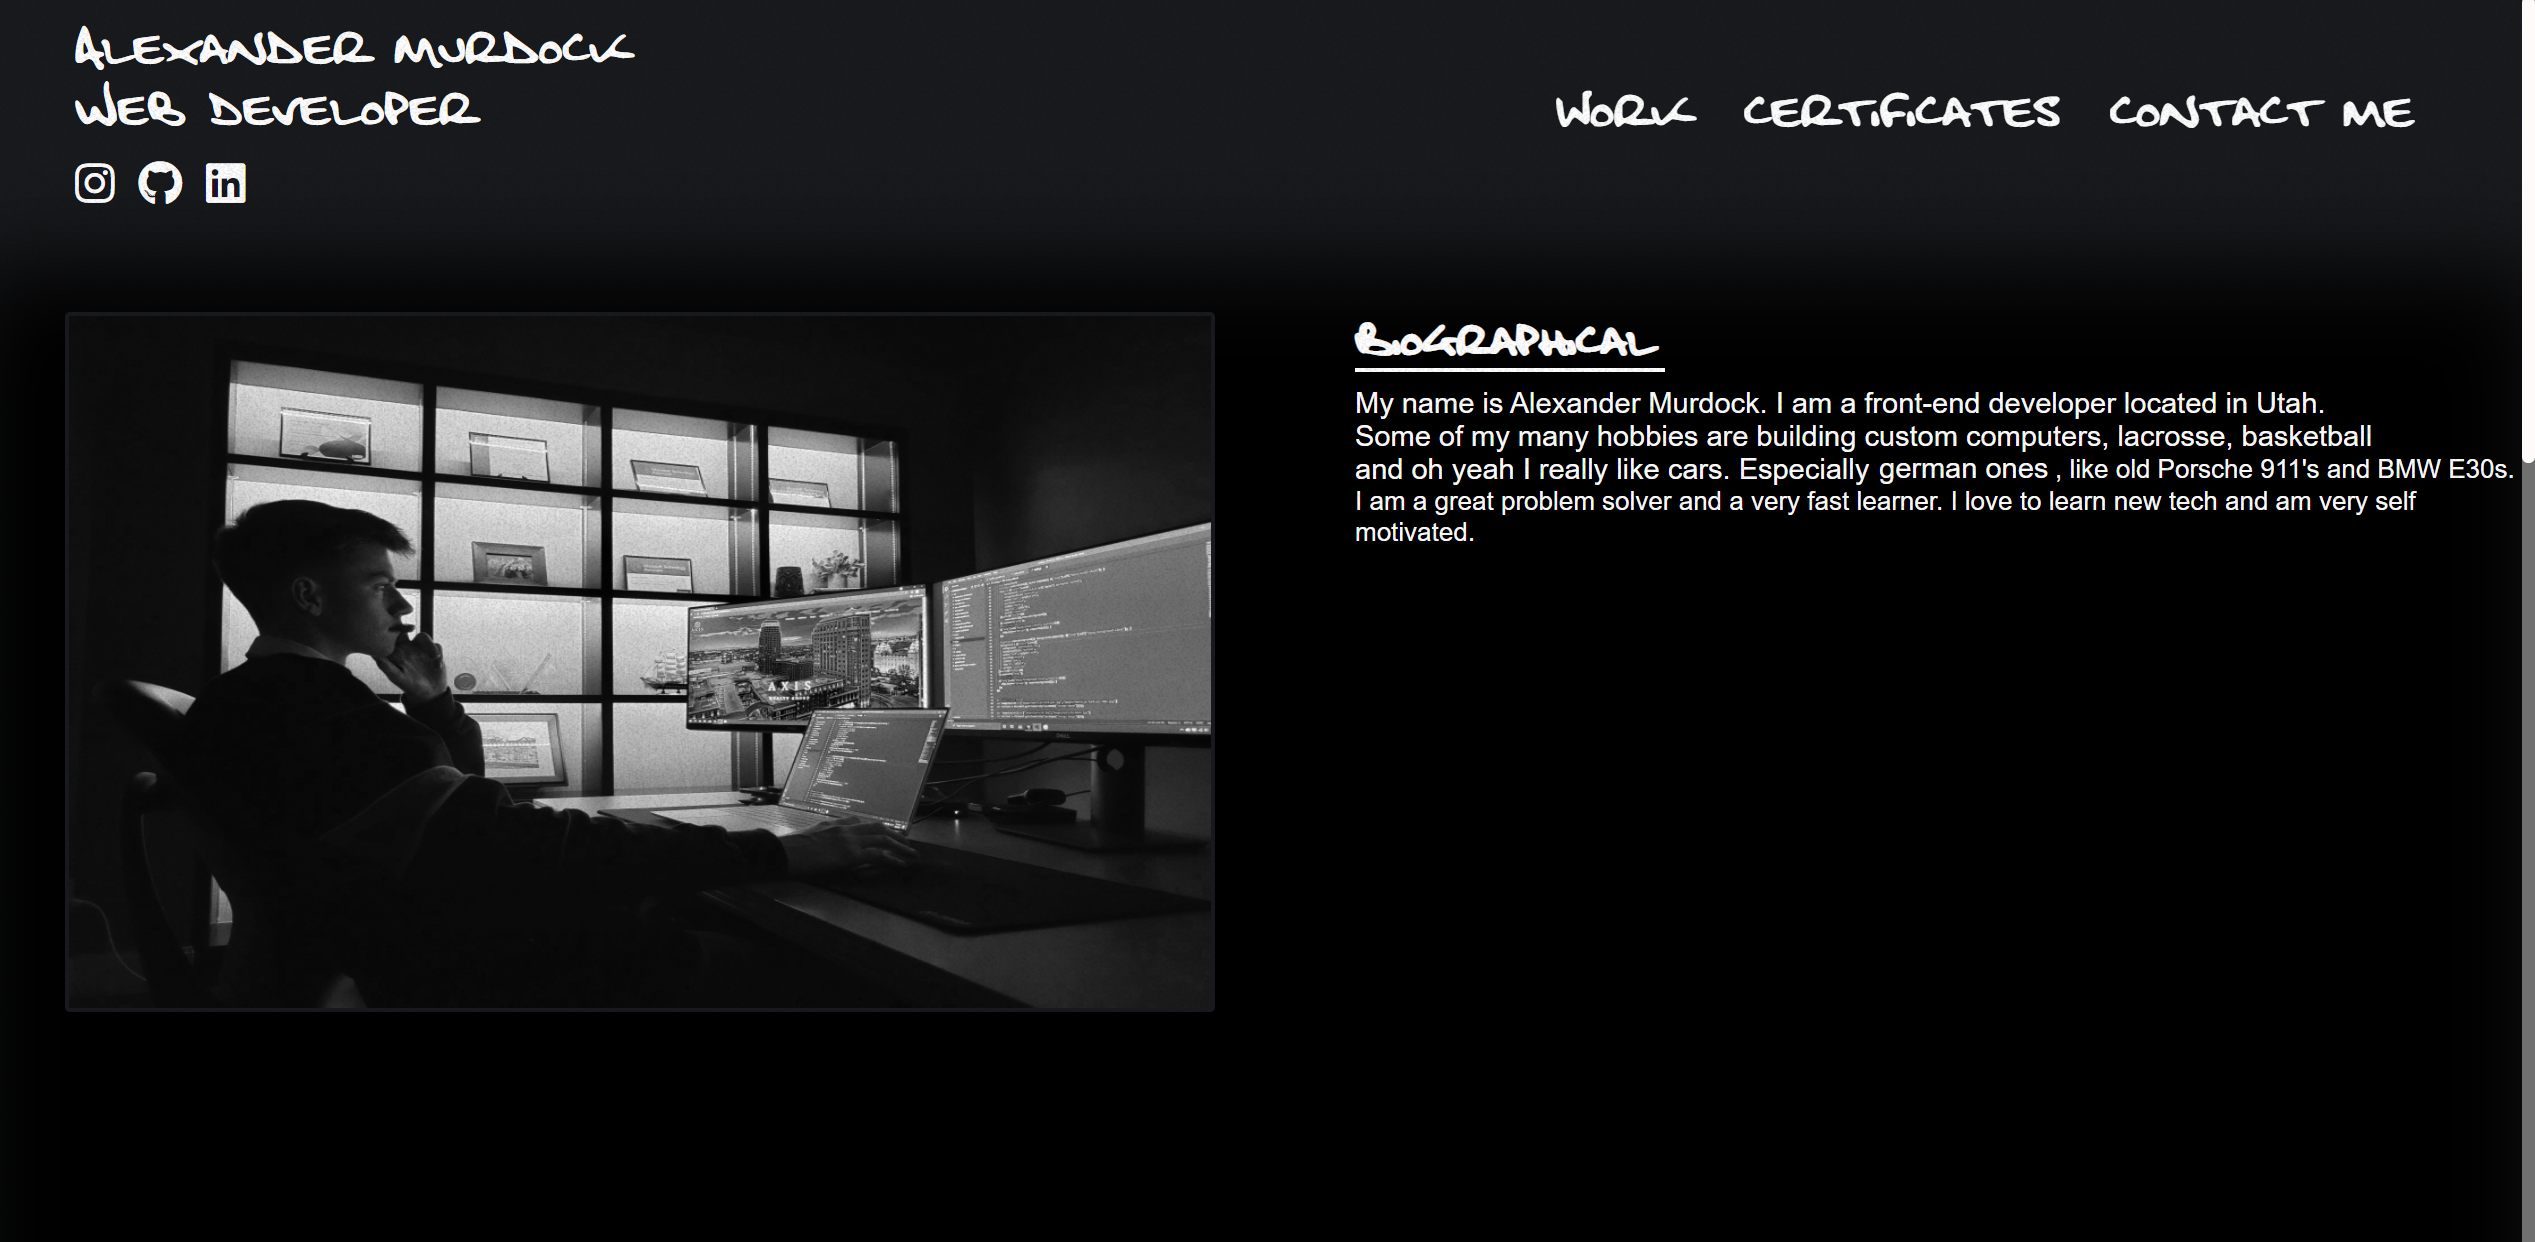 Alexander Murdock
Web Developer
Work Certificates Contact Me
Biographical
My name is Alexander Murdock. I am a front-end developer located in Utah.
Some of my many hobbies are building custom computers, lacrosse, basketball
and oh yeah I really like cars. Especially german ones , like old Porsche 911's and BMW E30s.
I am a great problem solver and a very fast learner. I love to learn new tech and am very self
motivated.
AXIS